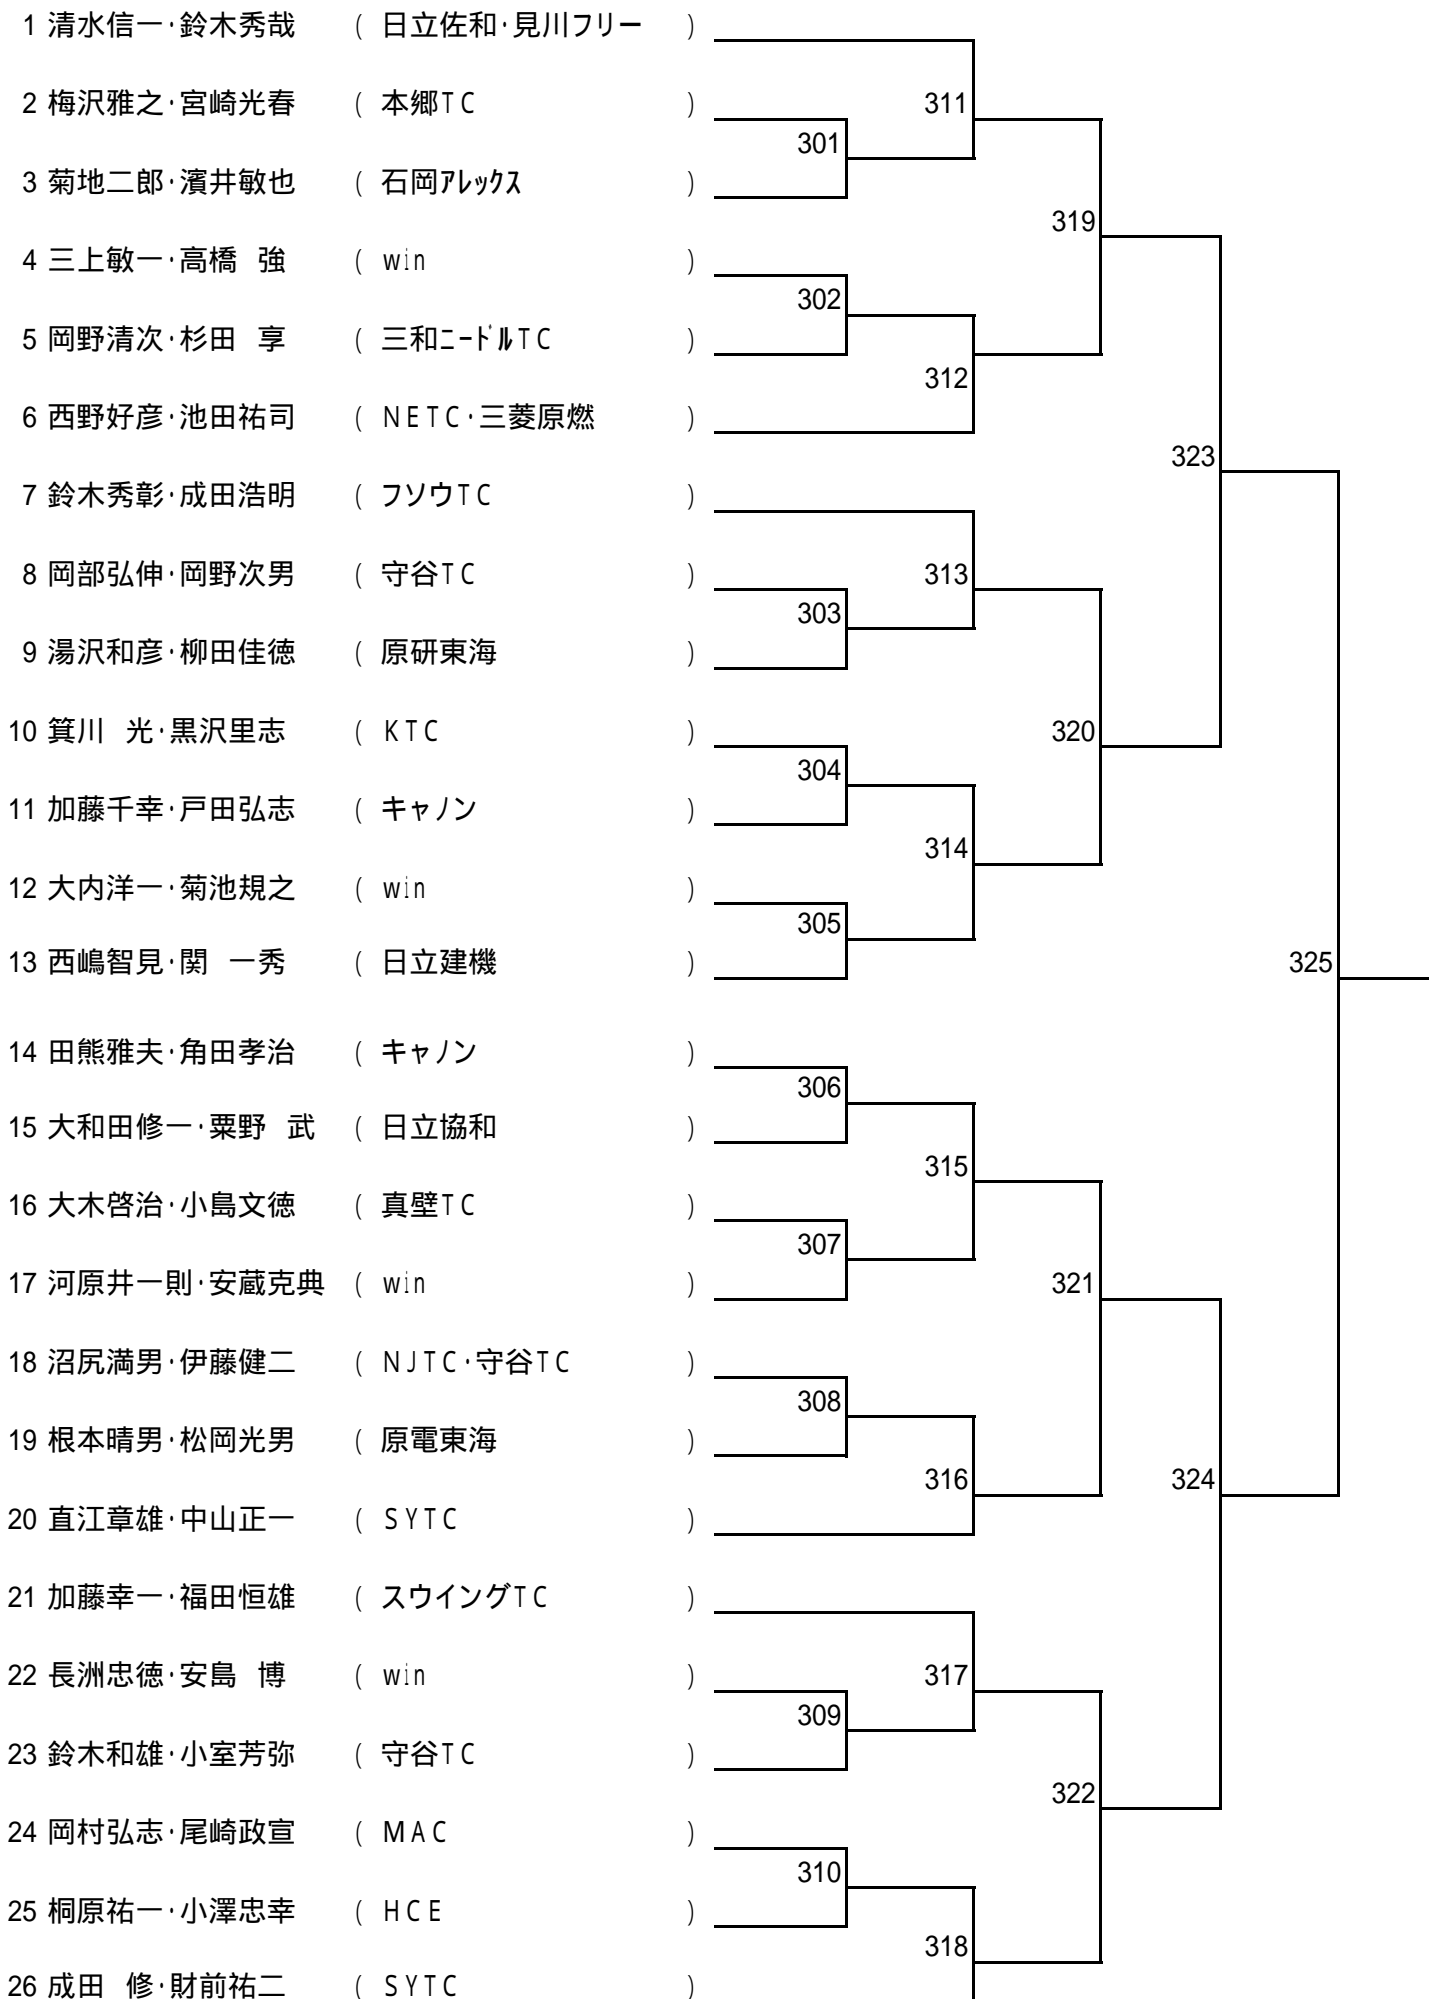 1 清水信一・鈴木秀哉 ( 日立佐和・見川フリー )
2 梅沢雅之・宮崎光春 ( 本郷TC )
311
301
3 菊地二郎・濱井敏也 ( 石岡アレックス )
319
4 三上敏一・高橋 強 ( win )
302
5 岡野清次・杉田 享 ( 三和ニードルTC )
312
6 西野好彦・池田祐司 ( NETC・三菱原燃 )
323
7 鈴木秀彰・成田浩明 ( フソウTC )
8 岡部弘伸・岡野次男 ( 守谷TC )
313
303
9 湯沢和彦・柳田佳徳 ( 原研東海 )
10 箕川 光・黒沢里志 ( KTC )
320
304
11 加藤千幸・戸田弘志 ( キャノン )
314
12 大内洋一・菊池規之 ( win )
305
13 西嶋智見・関 一秀 ( 日立建機 )
325
14 田熊雅夫・角田孝治 ( キャノン )
306
15 大和田修一・粟野 武 ( 日立協和 )
315
16 大木啓治・小島文徳 ( 真壁TC )
307
17 河原井一則・安蔵克典 ( win )
321
18 沼尻満男・伊藤健二 ( NJTC・守谷TC )
308
19 根本晴男・松岡光男 ( 原電東海 )
316
324
20 直江章雄・中山正一 ( SYTC )
21 加藤幸一・福田恒雄 ( スウイングTC )
22 長洲忠徳・安島 博 ( win )
317
309
23 鈴木和雄・小室芳弥 ( 守谷TC )
322
24 岡村弘志・尾崎政宣 ( MAC )
310
25 桐原祐一・小澤忠幸 ( HCE )
318
26 成田 修・財前祐二 ( SYTC )